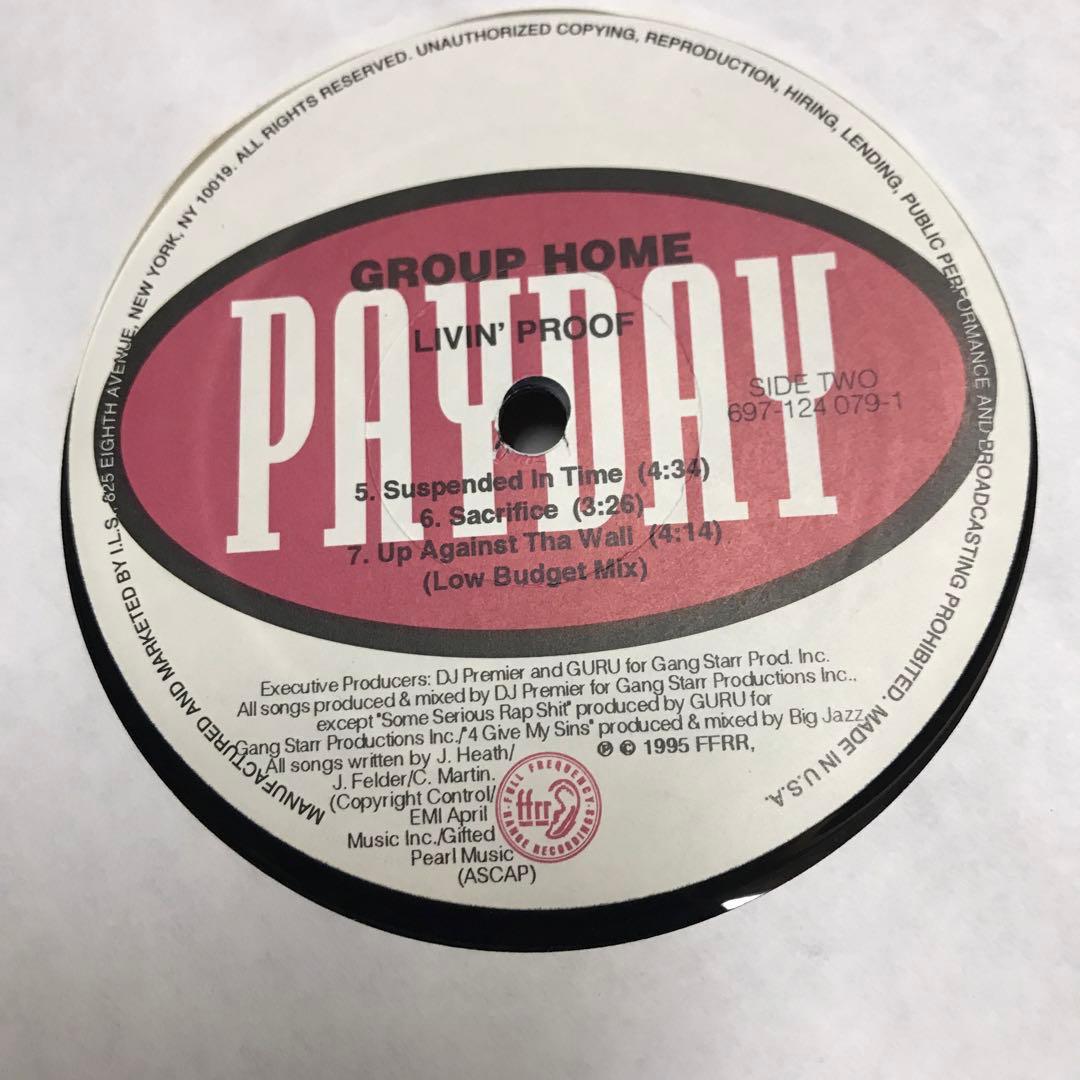 GROUP HOME
PAYDAY
LIVIN' PROOF
SIDE TWO
697-124 079-1
5. Suspended In Time (4:34)
6. Sacrifice (3:26)
7. Up Against Tha Wall (4:14)
(Low Budget Mix)
Executive Producers: DJ Premier and GURU for Gang Starr Prod. Inc.
All songs produced & mixed by DJ Premier for Gang Starr Productions Inc.,
except "Some Serious Rap Shit" produced by GURU for
Gang Starr Productions Inc./"4 Give My Sins" produced & mixed by Big Jazz
All songs written by J. Heath/
J. Felder/C. Martin.
(Copyright Control/
EMI April
Music Inc./Gifted
Pearl Music
(ASCAP)
℗ © 1995 FFRR,
FULL FREQUENCY
ffrr
RANGE RECORDINGS
MANUFACTURED AND MARKETED BY I.L.S., 825 EIGHTH AVENUE, NEW YORK, NY 10019. ALL RIGHTS RESERVED. UNAUTHORIZED COPYING, REPRODUCTION, HIRING, LENDING, PUBLIC PERFORMANCE AND BROADCASTING PROHIBITED. MADE IN U.S.A.